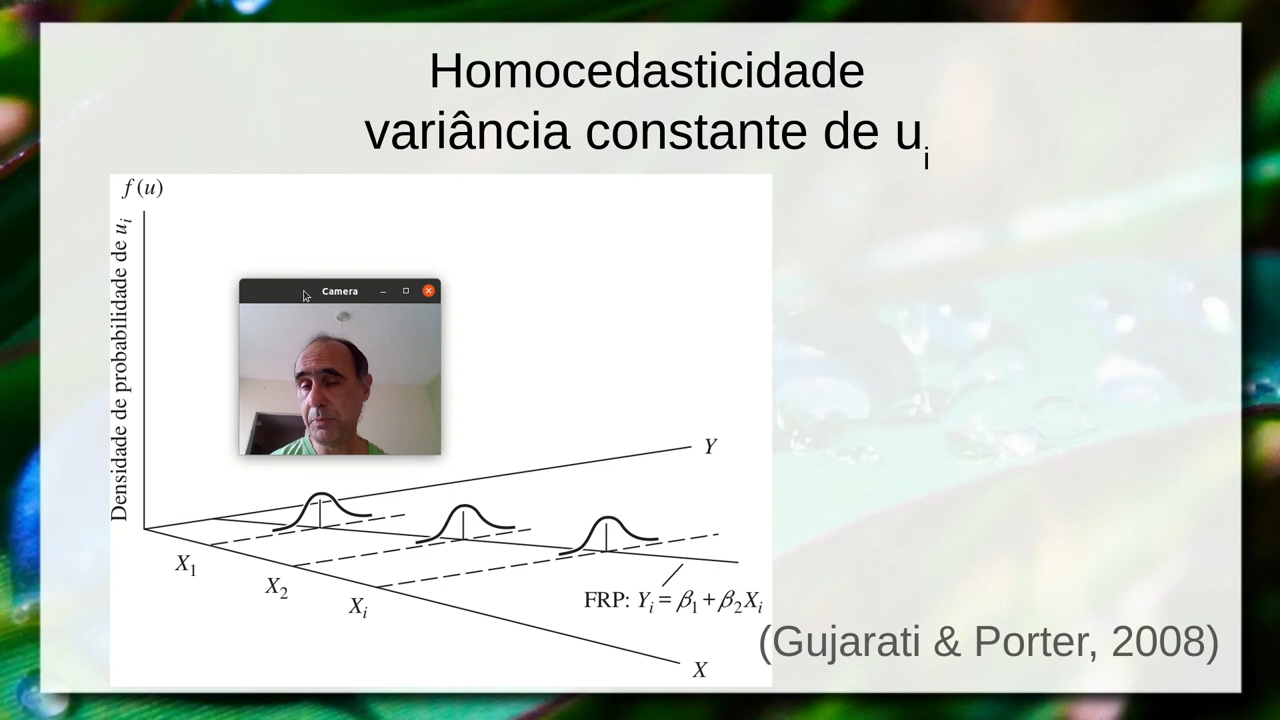 Homocedasticidade
variância constante de uᵢ
f (u)
Densidade de probabilidade de uᵢ
Camera
Y
X₁
X₂
Xᵢ
FRP: Yᵢ = β₁ + β₂Xᵢ
X
(Gujarati & Porter, 2008)